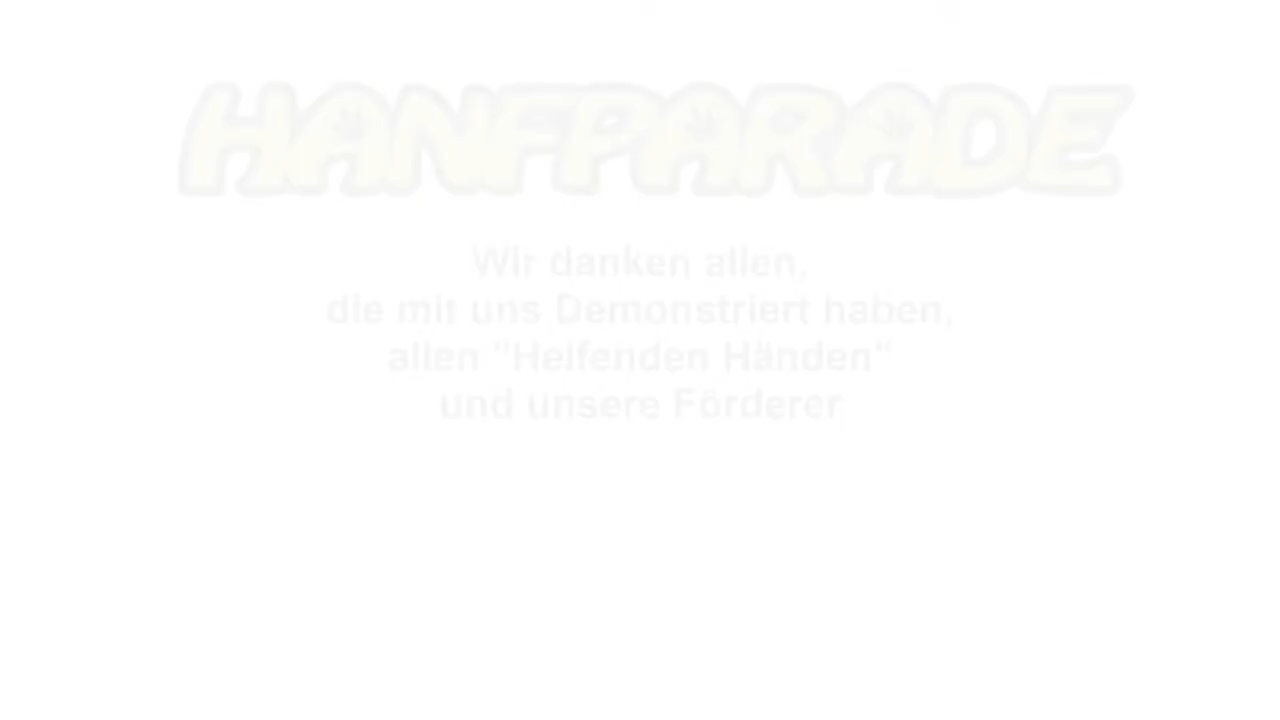 HANFPARADE
Wir danken allen,
die mit uns Demonstriert haben,
allen "Helfenden Händen"
und unsere Förderer